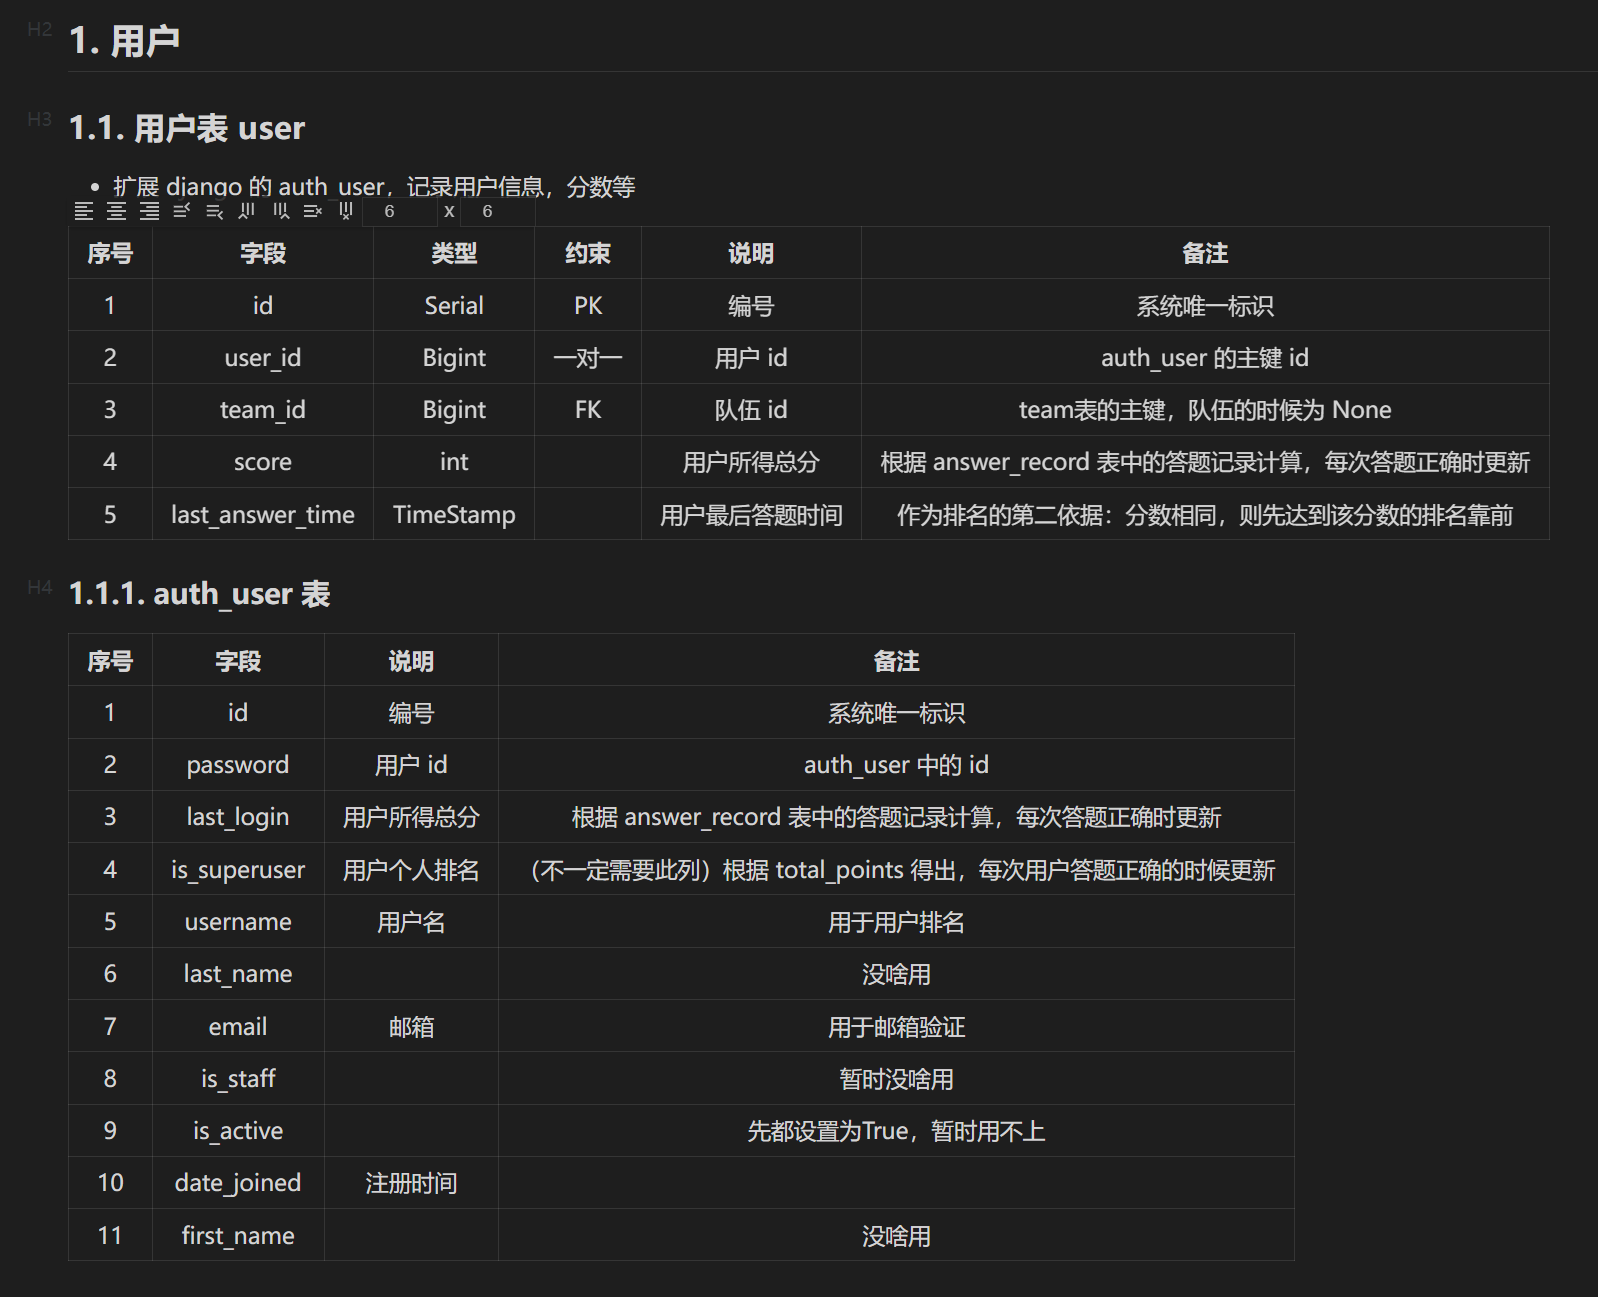 H2
1. 用户
H3
1.1. 用户表 user
• 扩展 django 的 auth_user，记录用户信息，分数等
6 x 6
序号 字段 类型 约束 说明 备注
1 id Serial PK 编号 系统唯一标识
2 user_id Bigint 一对一 用户 id auth_user 的主键 id
3 team_id Bigint FK 队伍 id team表的主键，队伍的时候为 None
4 score int 用户所得总分 根据 answer_record 表中的答题记录计算，每次答题正确时更新
5 last_answer_time TimeStamp 用户最后答题时间 作为排名的第二依据：分数相同，则先达到该分数的排名靠前
H4
1.1.1. auth_user 表
序号 字段 说明 备注
1 id 编号 系统唯一标识
2 password 用户 id auth_user 中的 id
3 last_login 用户所得总分 根据 answer_record 表中的答题记录计算，每次答题正确时更新
4 is_superuser 用户个人排名 （不一定需要此列）根据 total_points 得出，每次用户答题正确的时候更新
5 username 用户名 用于用户排名
6 last_name 没啥用
7 email 邮箱 用于邮箱验证
8 is_staff 暂时没啥用
9 is_active 先都设置为True，暂时用不上
10 date_joined 注册时间
11 first_name 没啥用